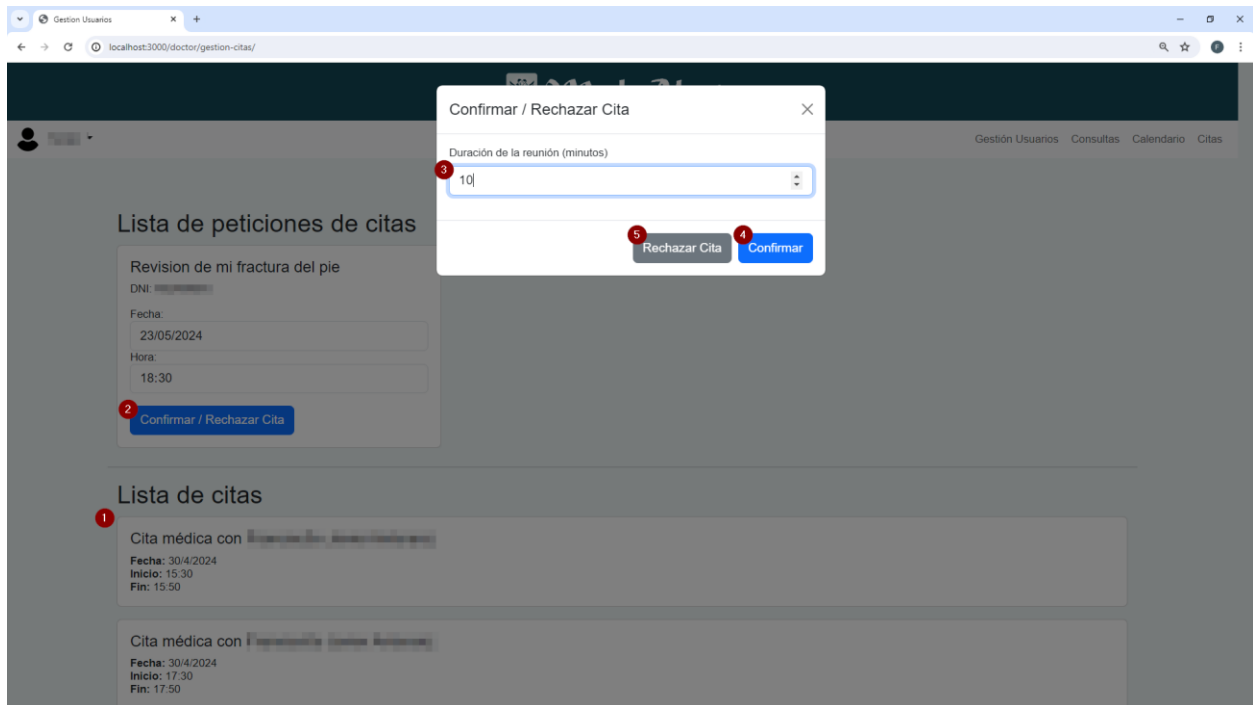 Gestion Usuarios
localhost:3000/doctor/gestion-citas/
Confirmar / Rechazar Cita
Gestión Usuarios Consultas Calendario Citas
Duración de la reunión (minutos)
3
10
5
Rechazar Cita
4
Confirmar
Lista de peticiones de citas
Revision de mi fractura del pie
DNI:
Fecha:
23/05/2024
Hora:
18:30
2
Confirmar / Rechazar Cita
Lista de citas
1
Cita médica con
Fecha: 30/4/2024
Inicio: 15:30
Fin: 15:50
Cita médica con
Fecha: 30/4/2024
Inicio: 17:30
Fin: 17:50